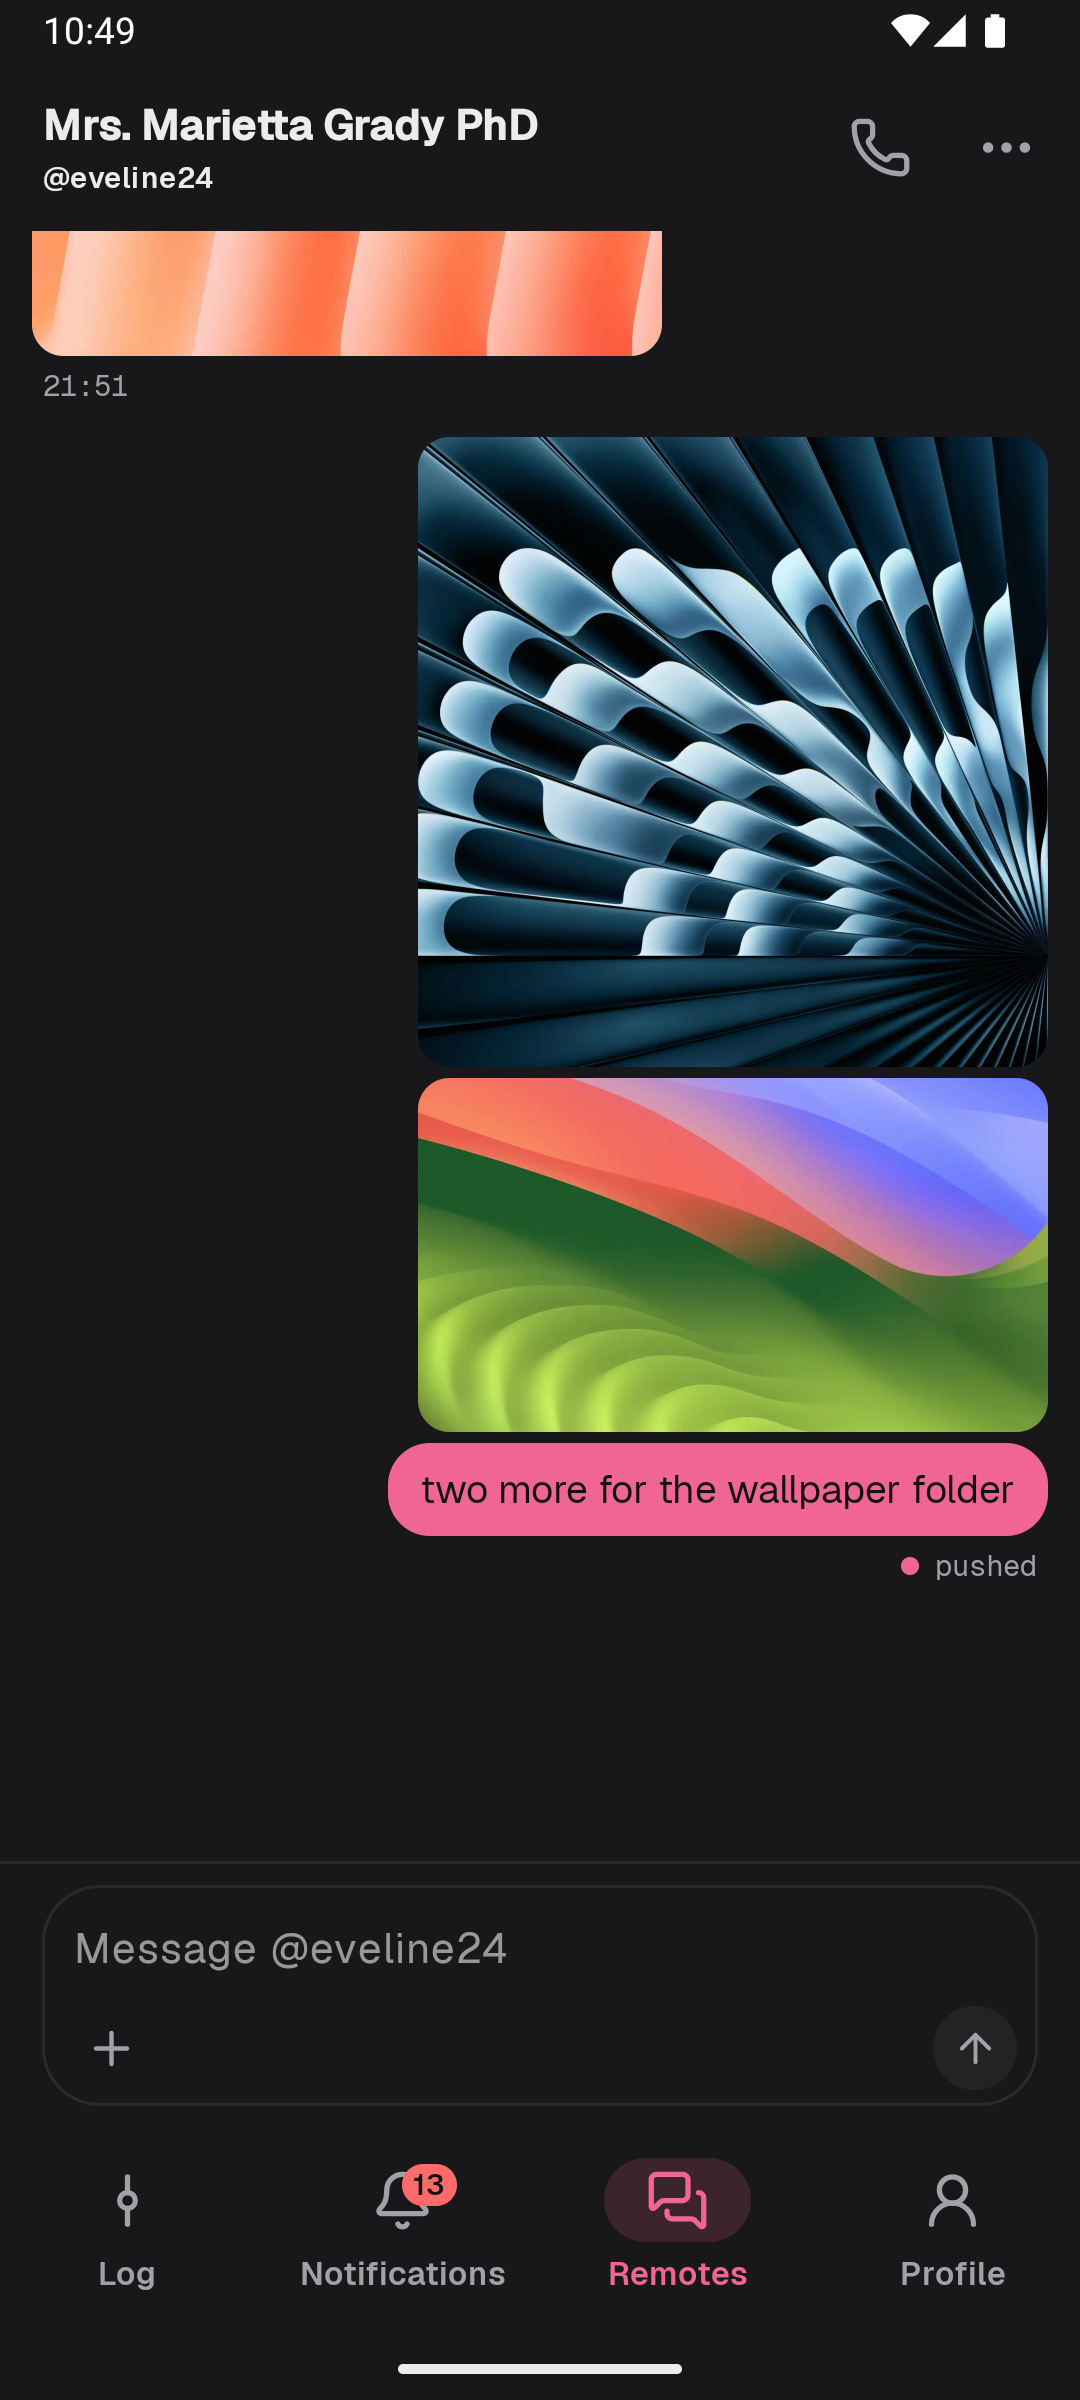 10:49
Mrs. Marietta Grady PhD
@eveline24
21:51
two more for the wallpaper folder
pushed
Message @eveline24
13
Log
Notifications
Remotes
Profile